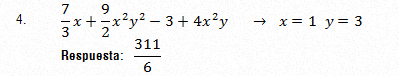 4. 7/3 x + 9/2 x²y² − 3 + 4x²y → x = 1 y = 3
Respuesta: 311/6